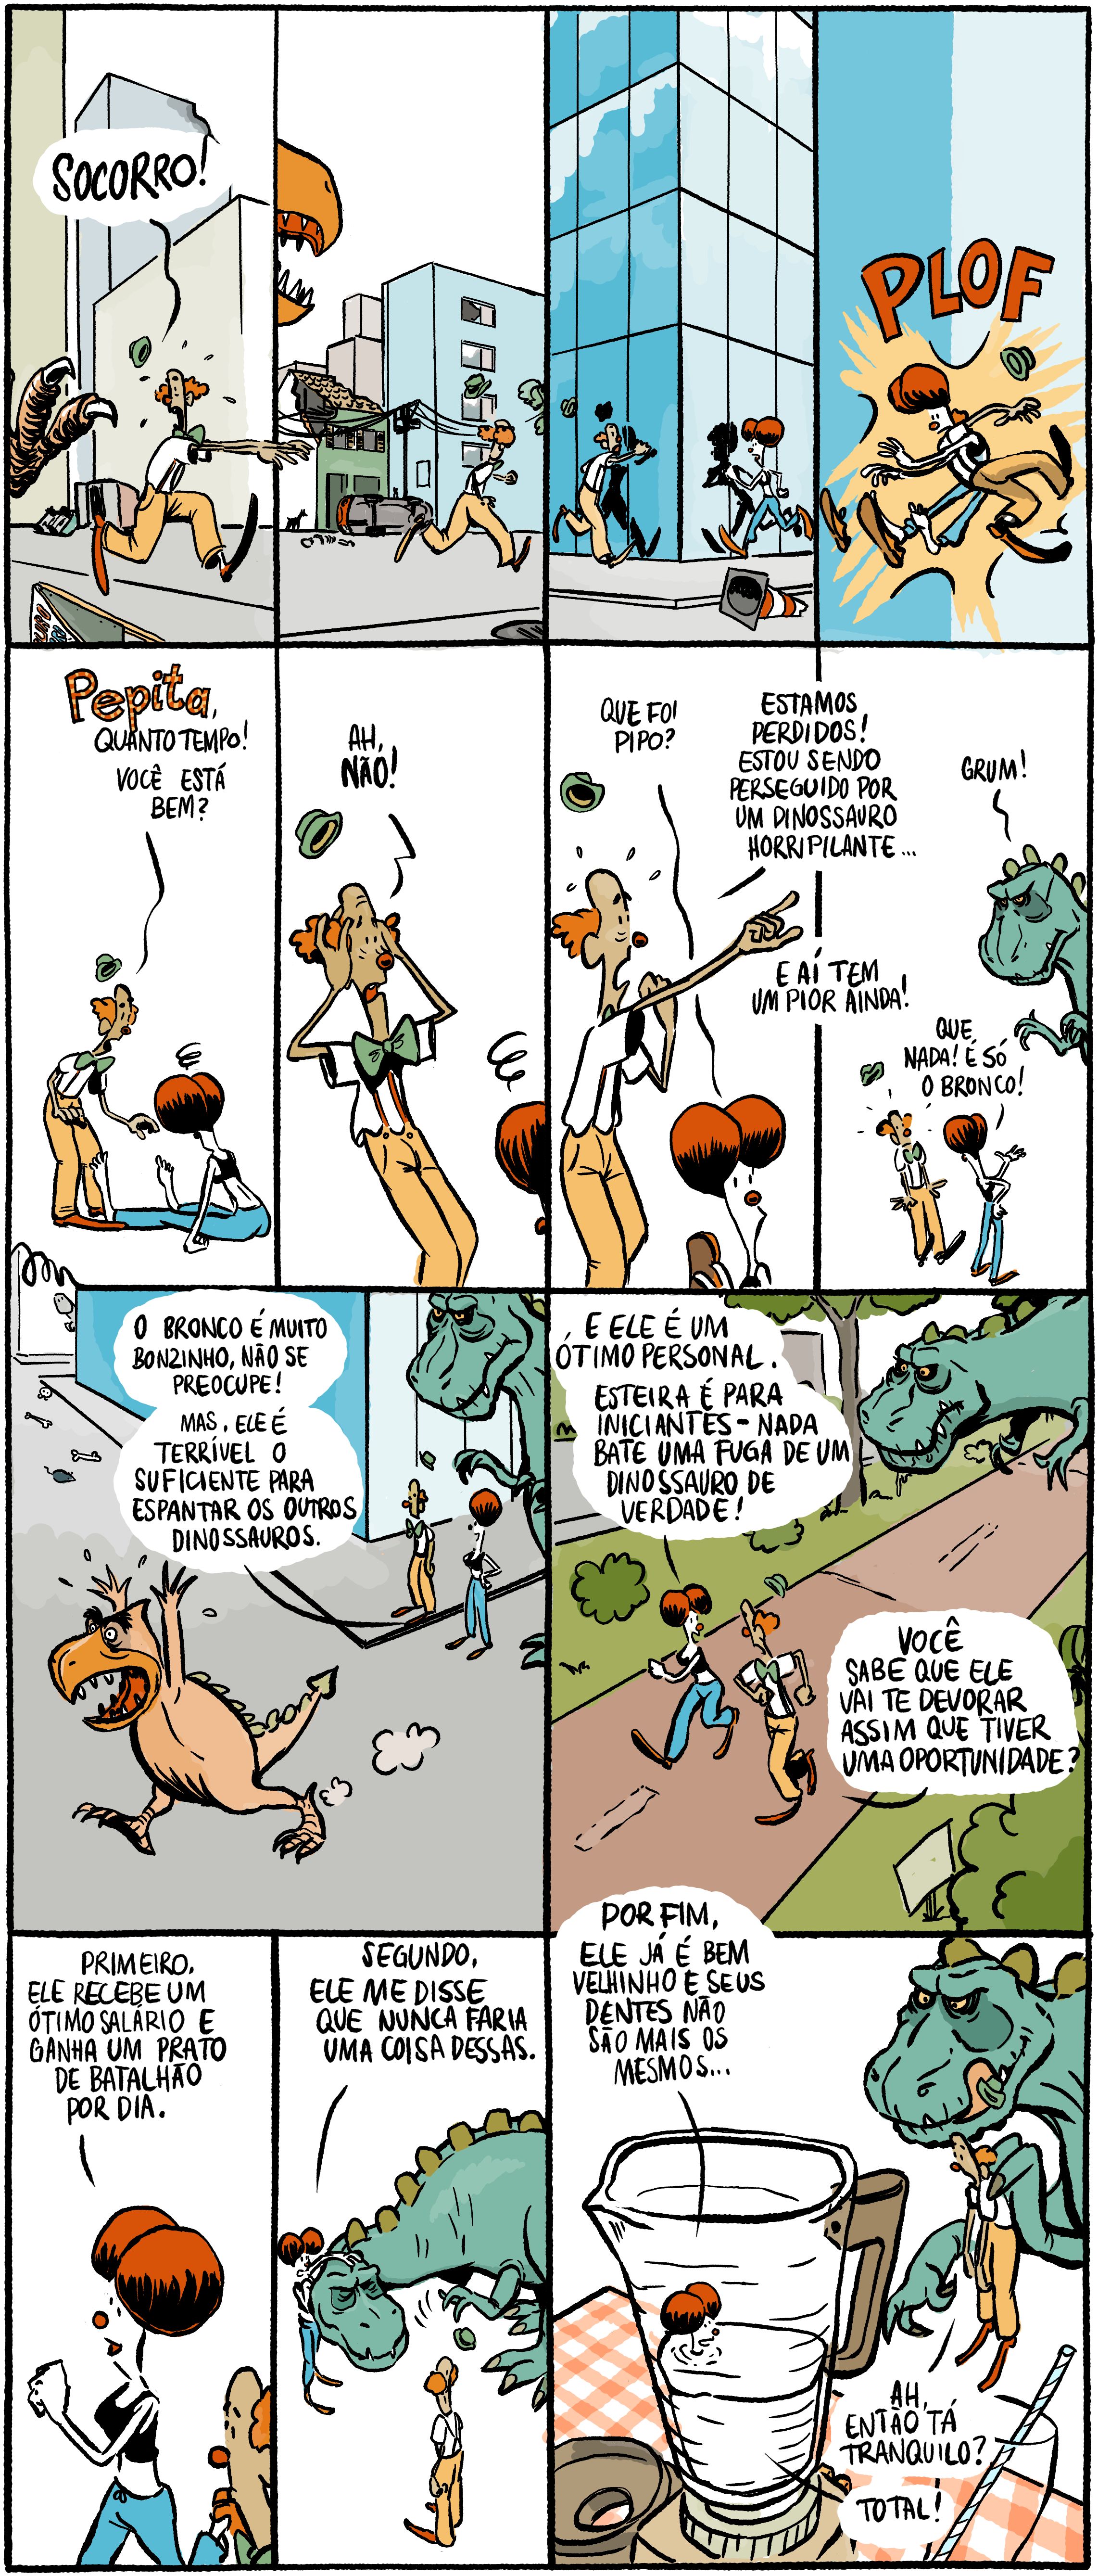 SOCORRO!
PLOF
Pepita,
QUANTO TEMPO!
VOCÊ ESTÁ
BEM?
AH,
NÃO!
QUE FOI
PIPO?
ESTAMOS
PERDIDOS!
ESTOU SENDO
PERSEGUIDO POR
UM DINOSSAURO
HORRIPILANTE...
E AÍ TEM
UM PIOR AINDA!
GRUM!
QUE
NADA! É SÓ
O BRONCO!
O BRONCO É MUITO
BONZINHO, NÃO SE
PREOCUPE!
MAS, ELE É
TERRÍVEL O
SUFICIENTE PARA
ESPANTAR OS OUTROS
DINOSSAUROS.
E ELE É UM
ÓTIMO PERSONAL.
ESTEIRA É PARA
INICIANTES - NADA
BATE UMA FUGA DE UM
DINOSSAURO DE
VERDADE!
VOCÊ
SABE QUE ELE
VAI TE DEVORAR
ASSIM QUE TIVER
UMA OPORTUNIDADE?
PRIMEIRO,
ELE RECEBE UM
ÓTIMO SALÁRIO E
GANHA UM PRATO
DE BATALHÃO
POR DIA.
SEGUNDO,
ELE ME DISSE
QUE NUNCA FARIA
UMA COISA DESSAS.
POR FIM,
ELE JÁ É BEM
VELHINHO E SEUS
DENTES NÃO
SÃO MAIS OS
MESMOS...
AH,
ENTÃO TÁ
TRANQUILO?
TOTAL!